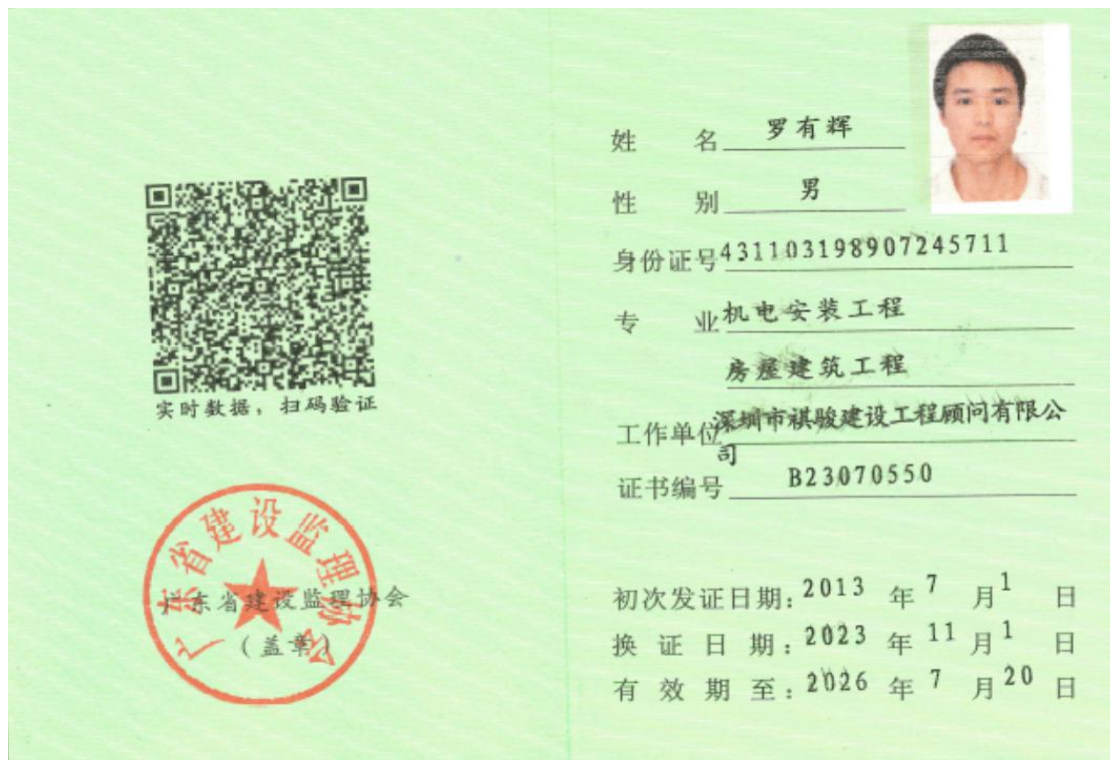 实时数据，扫码验证
广东省建设监理协会
广东省建设监理协会
（盖章）
姓 名 罗有辉
性 别 男
身份证号 431103198907245711
专 业 机电安装工程
房屋建筑工程
工作单位 深圳市祺骏建设工程顾问有限公
司
证书编号 B23070550
初次发证日期：2013 年 7 月 1 日
换 证 日 期：2023 年 11 月 1 日
有 效 期 至：2026 年 7 月 20 日